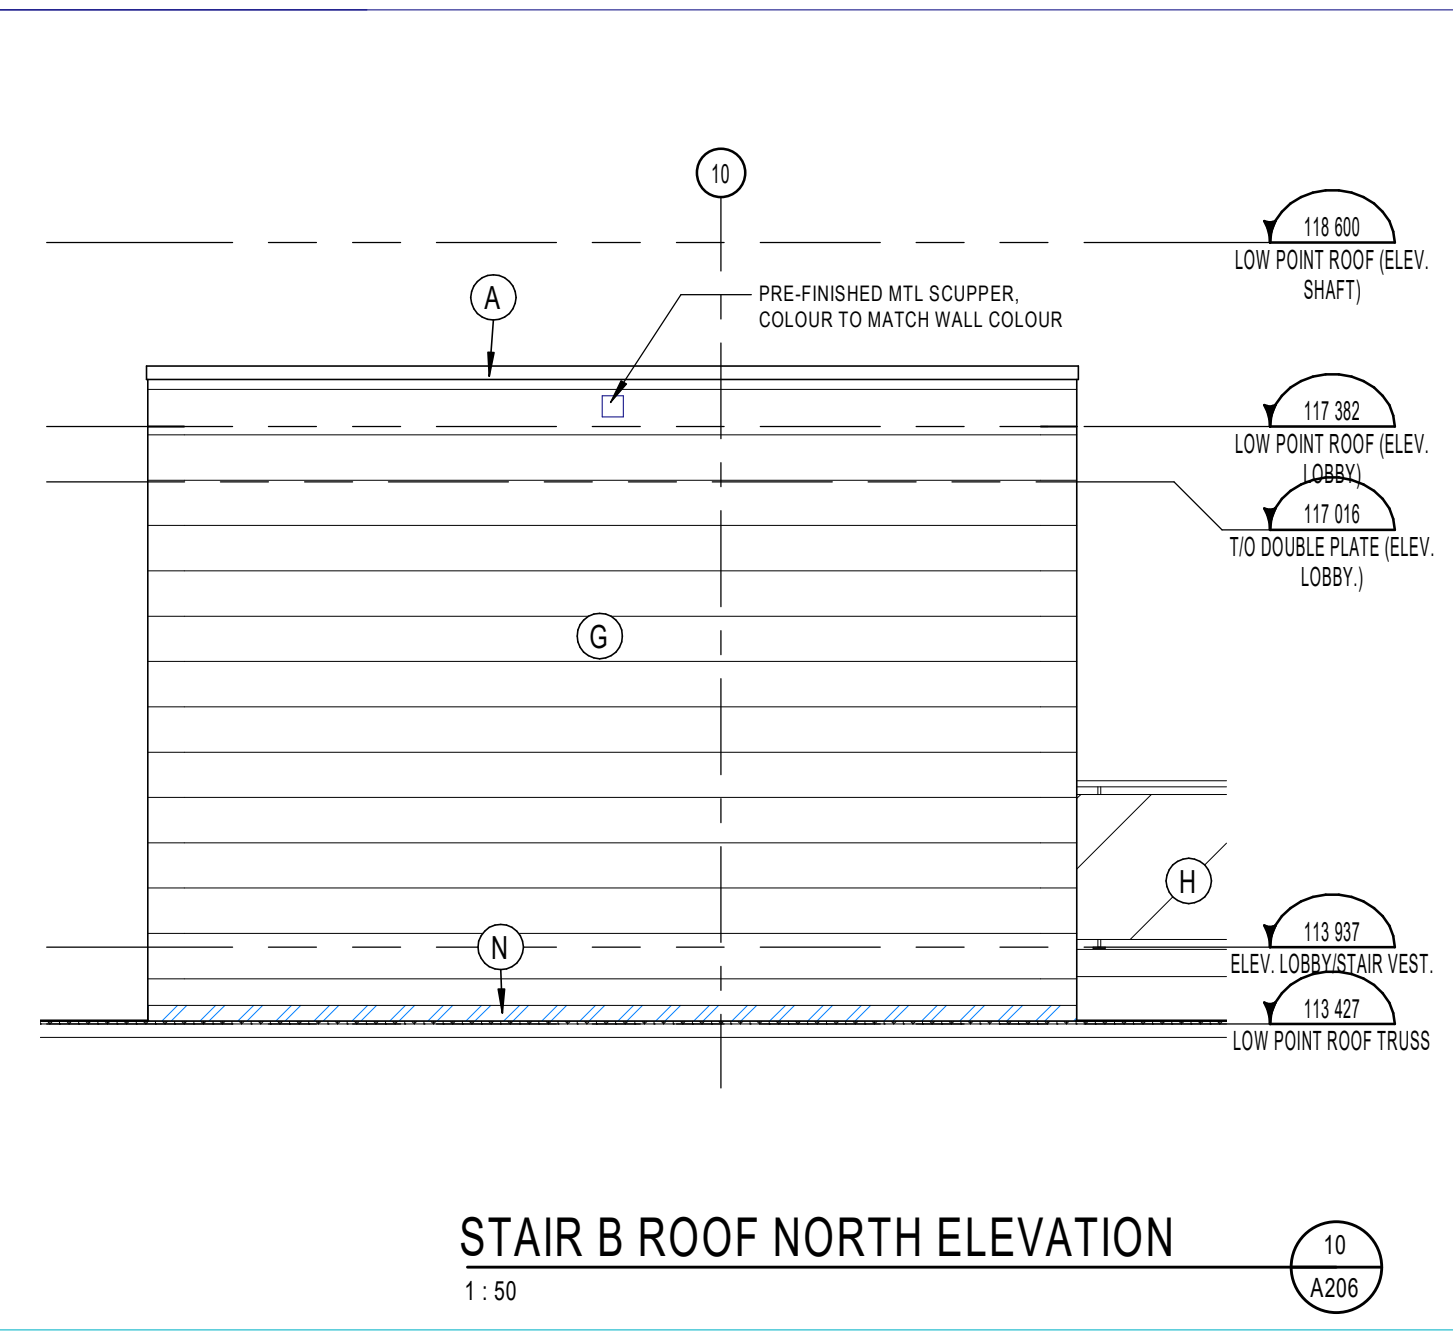 10
118 600
LOW POINT ROOF (ELEV.
SHAFT)
A
PRE-FINISHED MTL SCUPPER,
COLOUR TO MATCH WALL COLOUR
117 382
LOW POINT ROOF (ELEV.
LOBBY)
117 016
T/O DOUBLE PLATE (ELEV.
LOBBY.)
G
H
N
113 937
ELEV. LOBBY/STAIR VEST.
113 427
LOW POINT ROOF TRUSS
STAIR B ROOF NORTH ELEVATION
1 : 50
10
A206